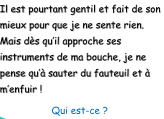 Il est pourtant gentil et fait de son
mieux pour que je ne sente rien.
Mais dès qu'il approche ses
instruments de ma bouche, je ne
pense qu'à sauter du fauteuil et à
m'enfuir !
Qui est-ce ?